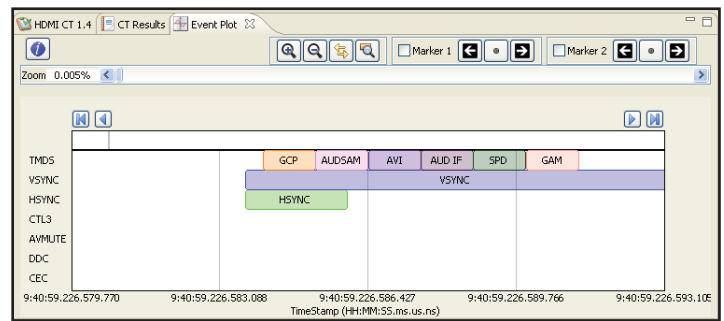 HDMI CT 1.4 CT Results Event Plot
Marker 1 Marker 2
Zoom 0.005%
TMDS GCP AUDSAM AVI AUD IF SPD GAM
VSYNC VSYNC
HSYNC HSYNC
CTL3
AVMUTE
DDC
CEC
9:40:59.226.579.770 9:40:59.226.583.088 9:40:59.226.586.427 9:40:59.226.589.766 9:40:59.226.593.105
TimeStamp (HH:MM:SS.ms.us.ns)